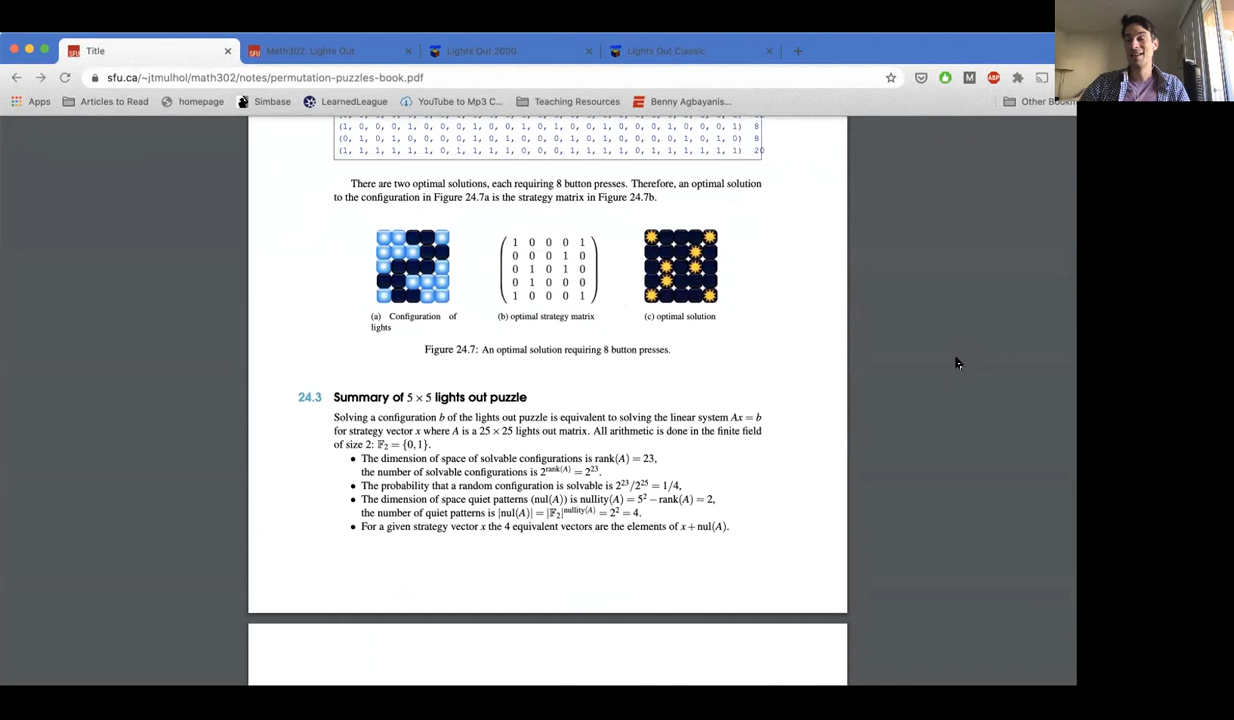 Title
Math302: Lights Out
Lights Out 2000
Lights Out Classic
sfu.ca/~jtmulhol/math302/notes/permutation-puzzles-book.pdf
Apps
Articles to Read
homepage
Simbase
LearnedLeague
YouTube to Mp3 C...
Teaching Resources
Benny Agbayanis...
Other Bookm
(1, 0, 0, 0, 1, 0, 0, 0, 1, 0, 0, 1, 0, 1, 0, 0, 1, 0, 0, 0, 1) 8
(0, 1, 0, 1, 0, 0, 0, 1, 0, 1, 0, 0, 0, 1, 0, 0, 0, 1, 0, 1, 0) 8
(1, 1, 1, 1, 1, 1, 0, 1, 1, 1, 1, 0, 0, 0, 1, 1, 1, 1, 0, 1, 1, 1, 1, 1, 1) 20
There are two optimal solutions, each requiring 8 button presses. Therefore, an optimal solution
to the configuration in Figure 24.7a is the strategy matrix in Figure 24.7b.
1 0 0 0 1
0 0 0 1 0
0 1 0 1 0
0 1 0 0 0
1 0 0 0 1
(a) Configuration of
lights
(b) optimal strategy matrix
(c) optimal solution
Figure 24.7: An optimal solution requiring 8 button presses.
24.3 Summary of 5 × 5 lights out puzzle
Solving a configuration b of the lights out puzzle is equivalent to solving the linear system Ax = b
for strategy vector x where A is a 25 × 25 lights out matrix. All arithmetic is done in the finite field
of size 2: 𝔽₂ = {0,1}.
• The dimension of space of solvable configurations is rank(A) = 23,
the number of solvable configurations is 2^rank(A) = 2^23.
• The probability that a random configuration is solvable is 2^23/2^25 = 1/4,
• The dimension of space quiet patterns (nul(A)) is nullity(A) = 5² − rank(A) = 2,
the number of quiet patterns is |nul(A)| = |𝔽₂|^nullity(A) = 2² = 4.
• For a given strategy vector x the 4 equivalent vectors are the elements of x + nul(A).